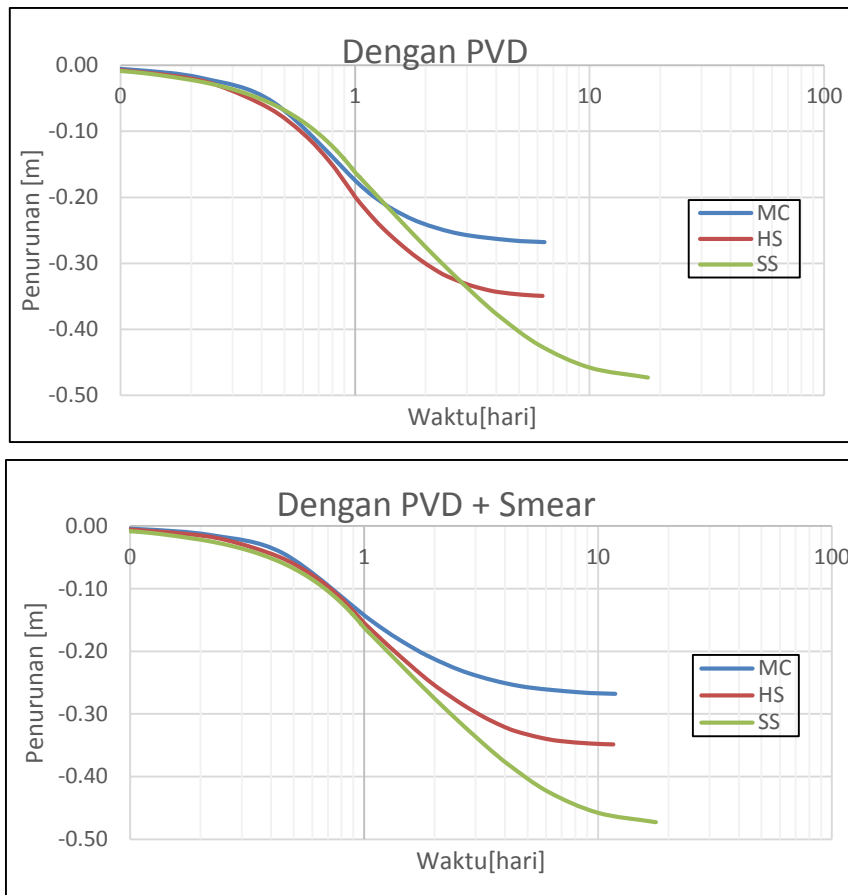 Dengan PVD
0.00
-0.10
-0.20
-0.30
-0.40
-0.50
0 1 10 100
Penurunan [m]
Waktu[hari]
MC
HS
SS
Dengan PVD + Smear
0.00
-0.10
-0.20
-0.30
-0.40
-0.50
0 1 10 100
Penurunan [m]
Waktu[hari]
MC
HS
SS